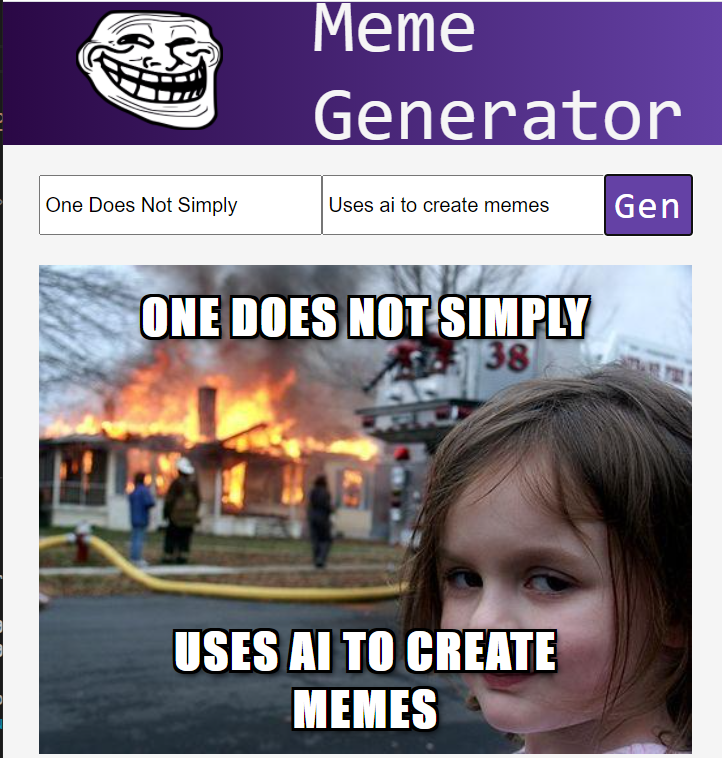 Meme
Generator
One Does Not Simply
Uses ai to create memes
Gen
ONE DOES NOT SIMPLY
38
USES AI TO CREATE
MEMES